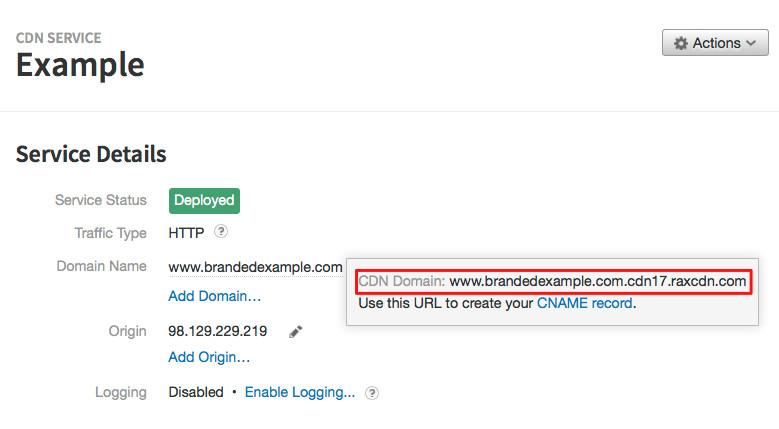 CDN SERVICE
Example
Actions
Service Details
Service Status Deployed
Traffic Type HTTP ?
Domain Name www.brandedexample.com
CDN Domain: www.brandedexample.com.cdn17.raxcdn.com
Use this URL to create your CNAME record.
Add Domain...
Origin 98.129.229.219
Add Origin...
Logging Disabled • Enable Logging... ?